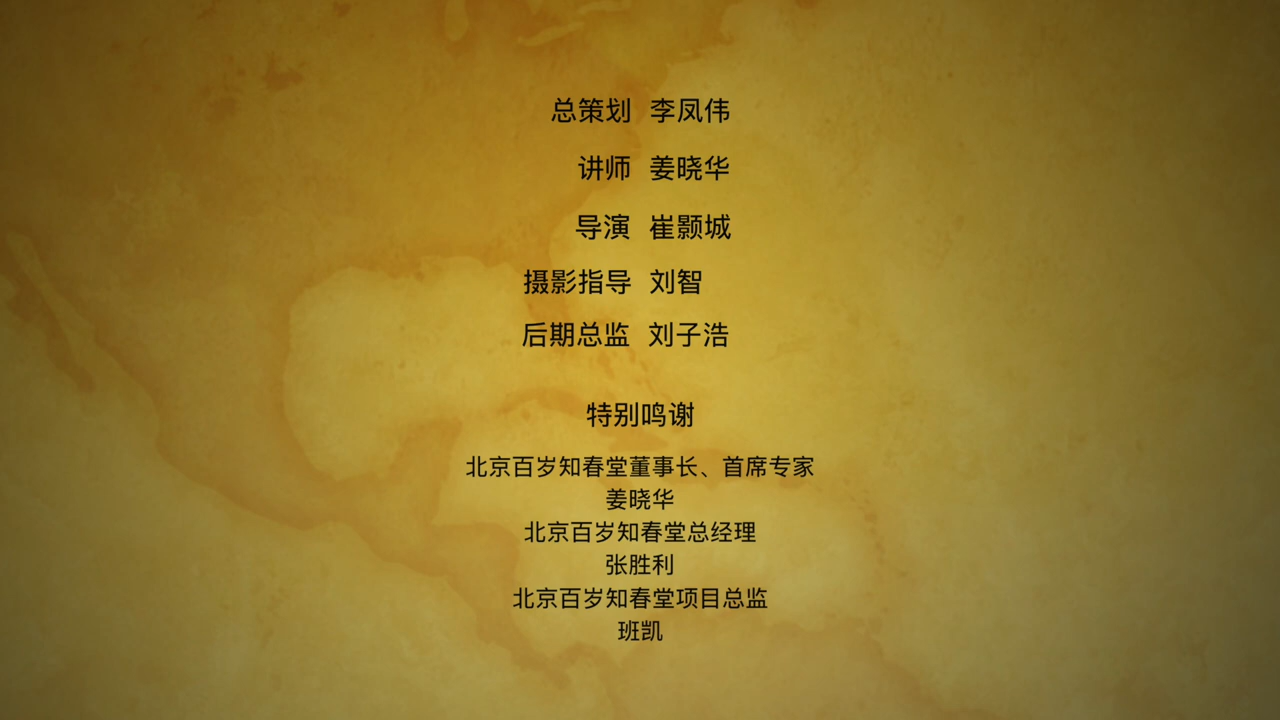 总策划 李凤伟
讲师 姜晓华
导演 崔颢城
摄影指导 刘智
后期总监 刘子浩
特别鸣谢
北京百岁知春堂董事长、首席专家
姜晓华
北京百岁知春堂总经理
张胜利
北京百岁知春堂项目总监
班凯